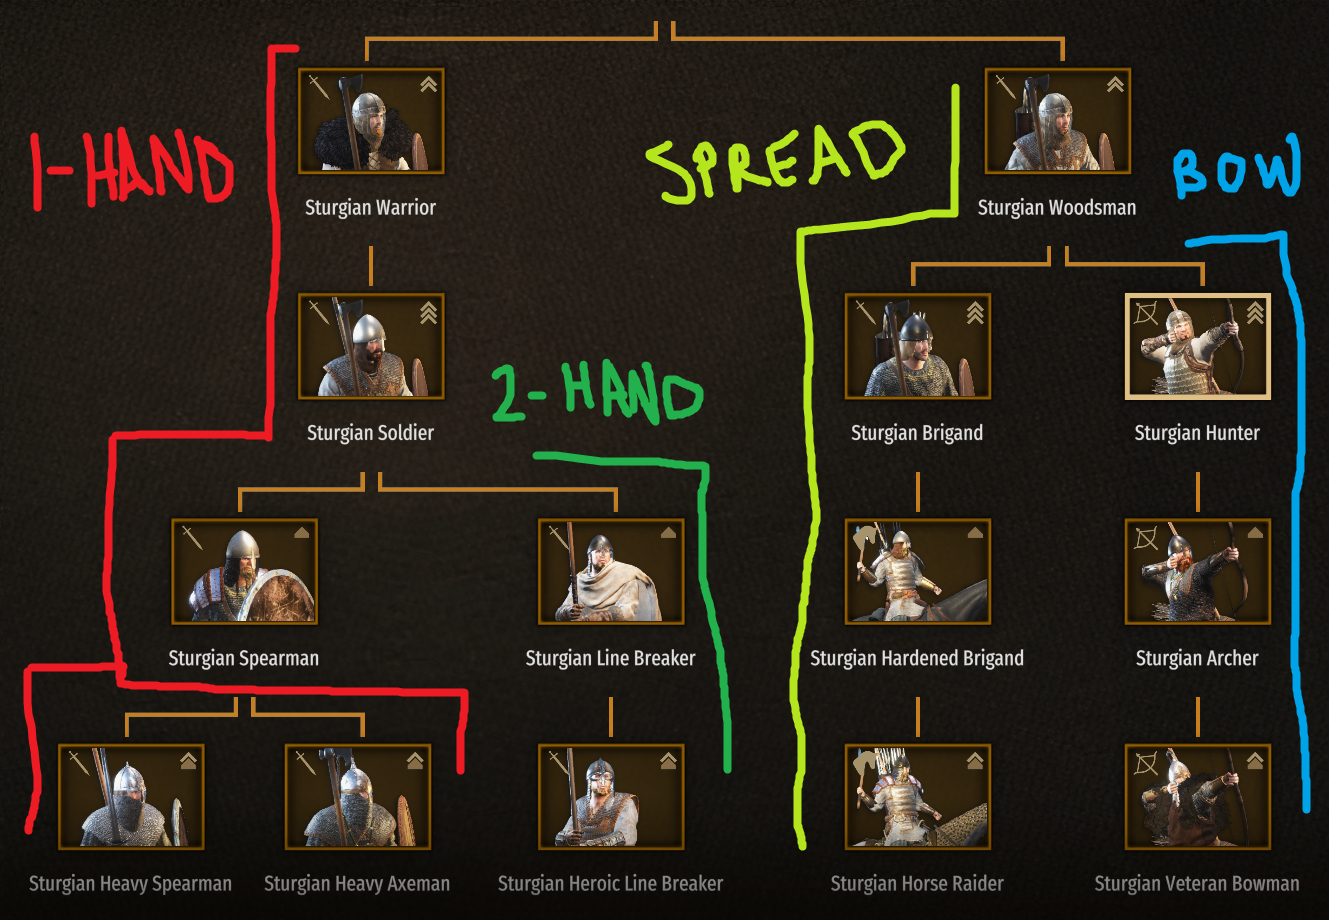 1-HAND
SPREAD
BOW
Sturgian Warrior
Sturgian Woodsman
2-HAND
Sturgian Soldier
Sturgian Brigand
Sturgian Hunter
Sturgian Spearman
Sturgian Line Breaker
Sturgian Hardened Brigand
Sturgian Archer
Sturgian Heavy Spearman
Sturgian Heavy Axeman
Sturgian Heroic Line Breaker
Sturgian Horse Raider
Sturgian Veteran Bowman